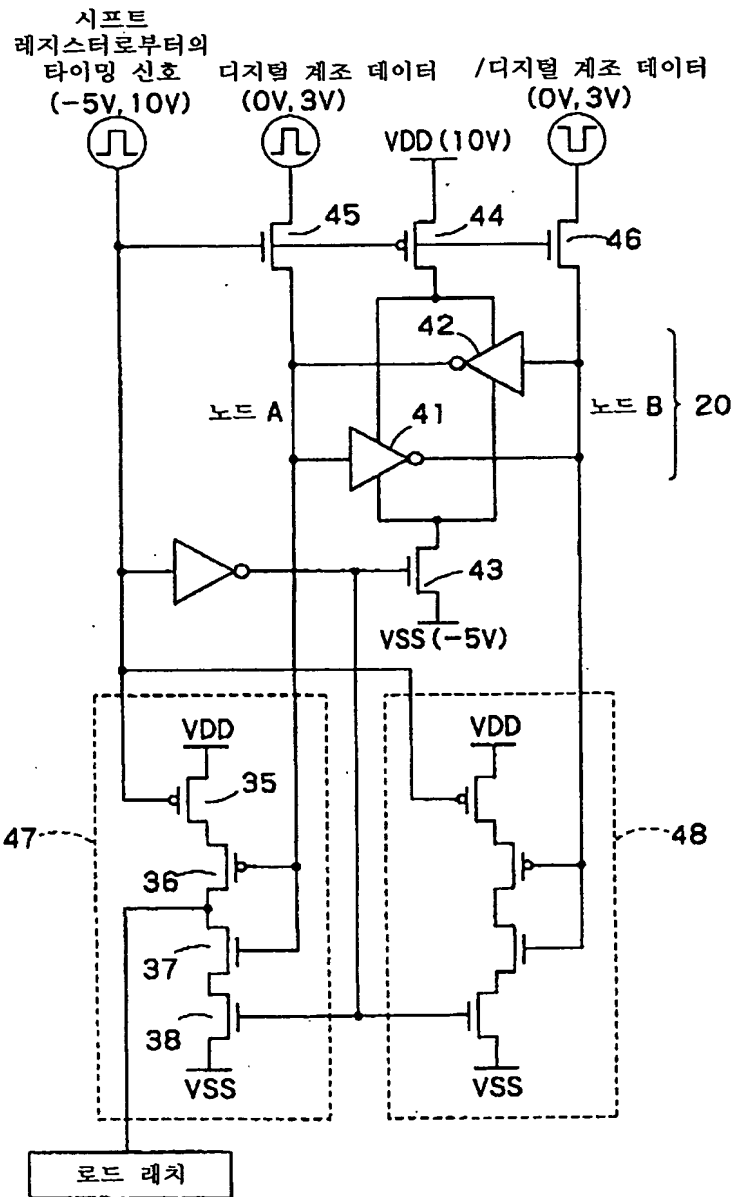 시프트
레지스터로부터의
타이밍 신호
(-5V,10V)
디지털 계조 데이터
(0V,3V)
/디지털 계조 데이터
(0V,3V)
VDD(10V)
45
44
46
42
노드 A
41
노드 B
20
43
VSS(-5V)
VDD
35
47
36
37
38
VSS
VDD
48
VSS
로드 래치